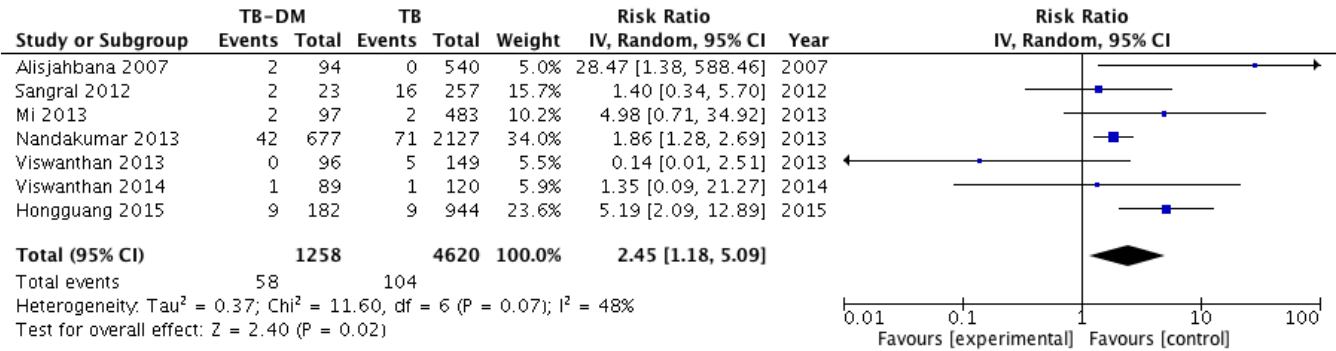 TB-DM TB Risk Ratio Risk Ratio
Study or Subgroup Events Total Events Total Weight IV, Random, 95% CI Year IV, Random, 95% CI
Alisjahbana 2007 2 94 0 540 5.0% 28.47 [1.38, 588.46] 2007
Sangral 2012 2 23 16 257 15.7% 1.40 [0.34, 5.70] 2012
Mi 2013 2 97 2 483 10.2% 4.98 [0.71, 34.92] 2013
Nandakumar 2013 42 677 71 2127 34.0% 1.86 [1.28, 2.69] 2013
Viswanthan 2013 0 96 5 149 5.5% 0.14 [0.01, 2.51] 2013
Viswanthan 2014 1 89 1 120 5.9% 1.35 [0.09, 21.27] 2014
Hongguang 2015 9 182 9 944 23.6% 5.19 [2.09, 12.89] 2015
Total (95% CI) 1258 4620 100.0% 2.45 [1.18, 5.09]
Total events 58 104
Heterogeneity: Tau² = 0.37; Chi² = 11.60, df = 6 (P = 0.07); I² = 48%
Test for overall effect: Z = 2.40 (P = 0.02)
0.01 0.1 1 10 100
Favours [experimental] Favours [control]